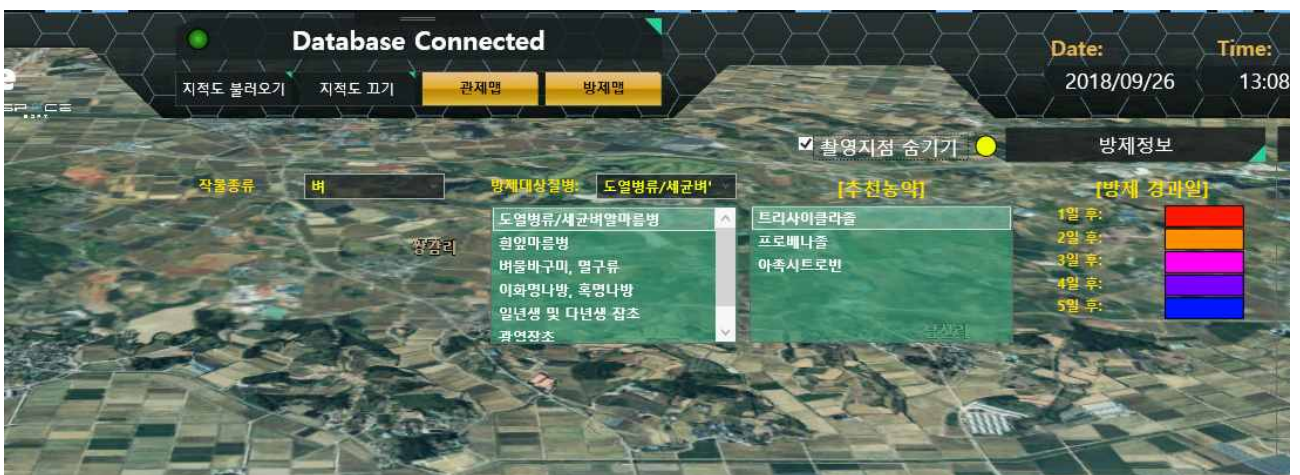 Database Connected
Date:
Time:
2018/09/26
13:08
지적도 불러오기
지적도 끄기
관제맵
방제맵
촬영지점 숨기기
방제정보
작물종류
벼
방제대상질병:
도열병류/세균벼
[추천농약]
[방제 경과일]
도열병류/세균벼알마름병
흰잎마름병
벼물바구미, 멸구류
이화명나방, 혹명나방
일년생 및 다년생 잡초
광엽잡초
트리사이클라졸
프로베나졸
아족시트로빈
1일 후:
2일 후:
3일 후:
4일 후:
5일 후: